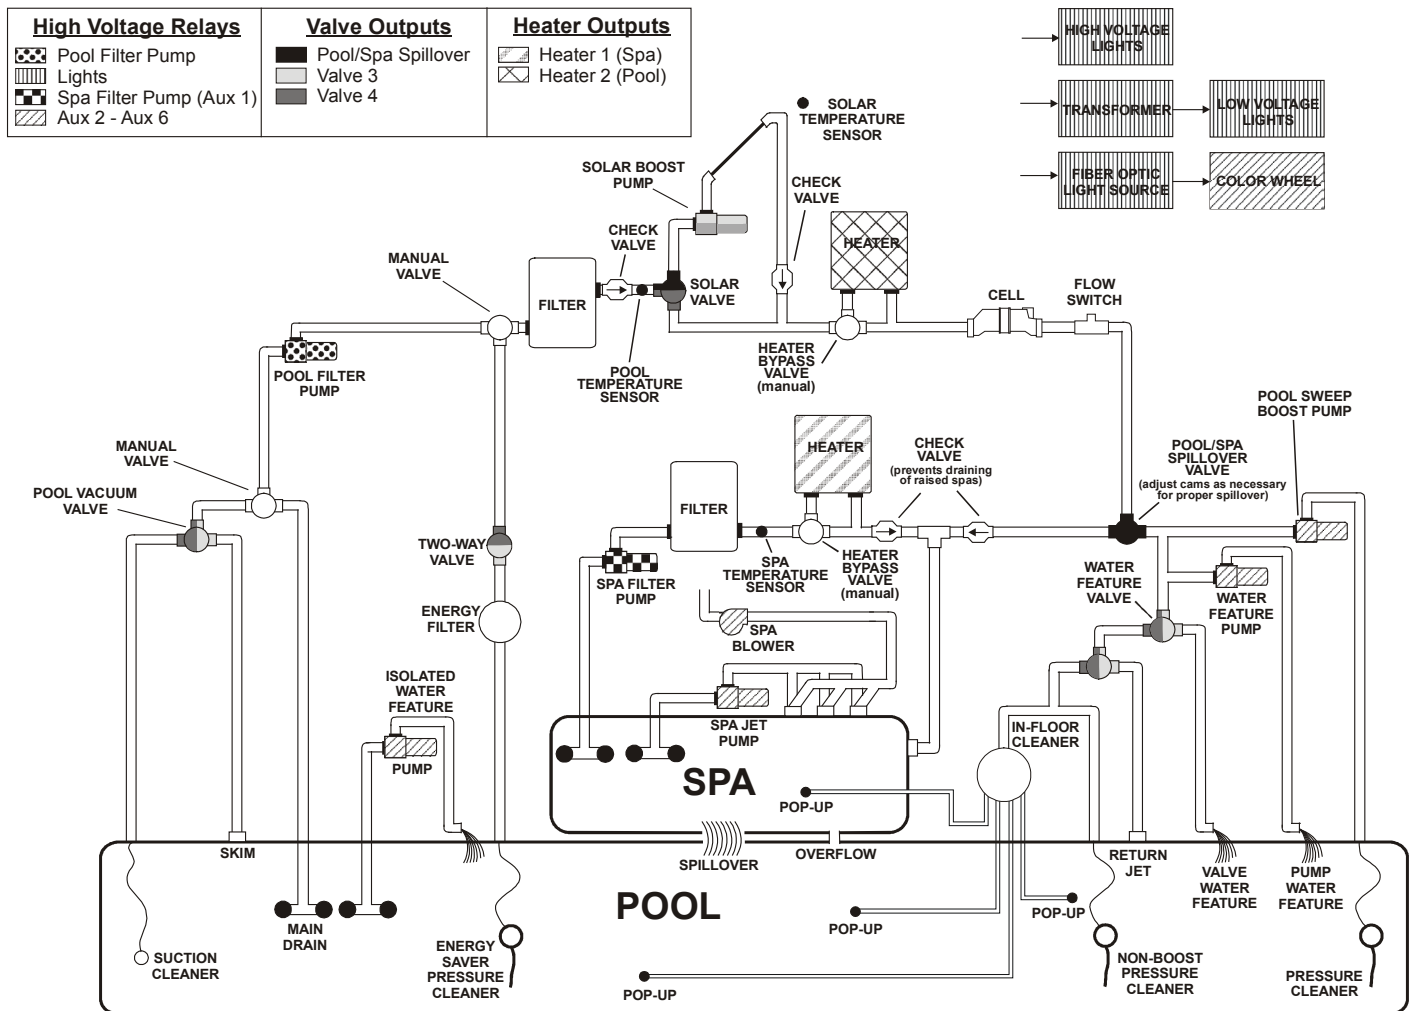 High Voltage Relays
Pool Filter Pump
Lights
Spa Filter Pump (Aux 1)
Aux 2 - Aux 6
Valve Outputs
Pool/Spa Spillover
Valve 3
Valve 4
Heater Outputs
Heater 1 (Spa)
Heater 2 (Pool)
HIGH VOLTAGE
LIGHTS
TRANSFORMER
LOW VOLTAGE
LIGHTS
FIBER OPTIC
LIGHT SOURCE
COLOR WHEEL
SOLAR
TEMPERATURE
SENSOR
SOLAR BOOST
PUMP
CHECK
VALVE
CHECK
VALVE
HEATER
MANUAL
VALVE
FILTER
SOLAR
VALVE
CELL
FLOW
SWITCH
POOL FILTER
PUMP
POOL
TEMPERATURE
SENSOR
HEATER
BYPASS
VALVE
(manual)
POOL SWEEP
BOOST PUMP
MANUAL
VALVE
POOL VACUUM
VALVE
HEATER
CHECK
VALVE
(prevents draining
of raised spas)
POOL/SPA
SPILLOVER
VALVE
(adjust cams as necessary
for proper spillover)
FILTER
TWO-WAY
VALVE
SPA FILTER
PUMP
SPA
TEMPERATURE
SENSOR
HEATER
BYPASS
VALVE
(manual)
WATER
FEATURE
VALVE
WATER
FEATURE
PUMP
ENERGY
FILTER
SPA
BLOWER
ISOLATED
WATER
FEATURE
PUMP
SPA JET
PUMP
IN-FLOOR
CLEANER
SPA
POP-UP
SKIM
SPILLOVER
OVERFLOW
RETURN
JET
VALVE
WATER
FEATURE
PUMP
WATER
FEATURE
POOL
MAIN
DRAIN
POP-UP
POP-UP
SUCTION
CLEANER
ENERGY
SAVER
PRESSURE
CLEANER
POP-UP
NON-BOOST
PRESSURE
CLEANER
PRESSURE
CLEANER